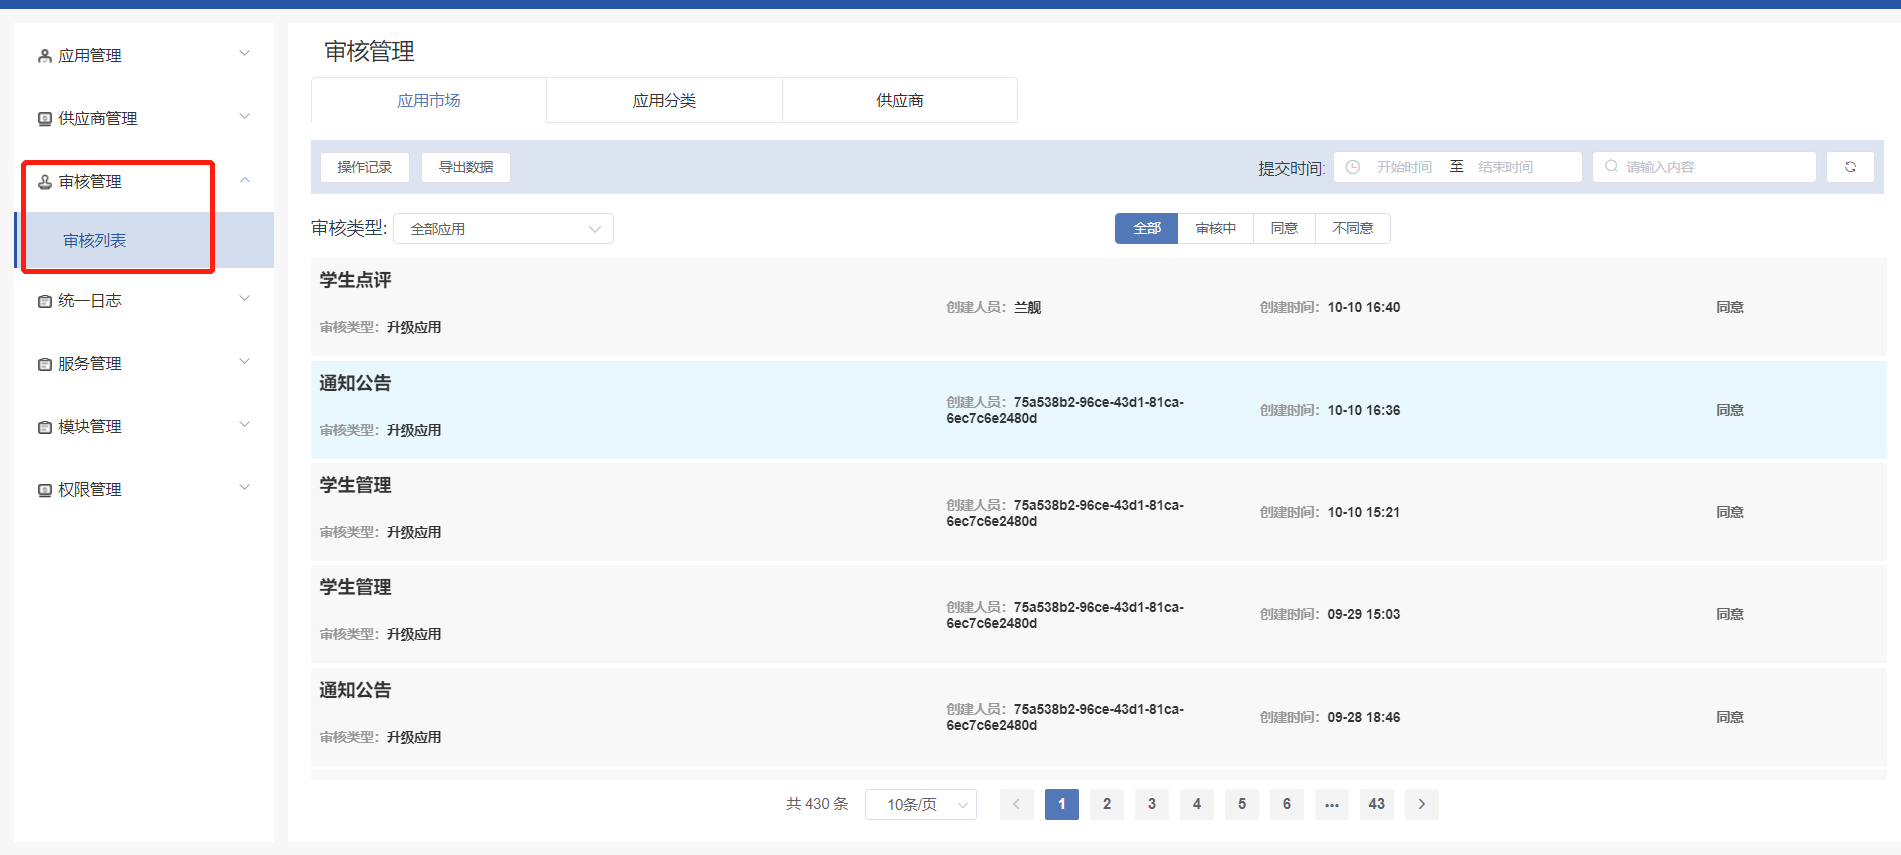 应用管理
供应商管理
审核管理
审核列表
统一日志
服务管理
模块管理
权限管理
审核管理
应用市场 应用分类 供应商
操作记录 导出数据 提交时间: 开始时间 至 结束时间 请输入内容
审核类型: 全部应用 全部 审核中 同意 不同意
学生点评
审核类型: 升级应用 创建人员: 兰舰 创建时间: 10-10 16:40 同意
通知公告
审核类型: 升级应用 创建人员: 75a538b2-96ce-43d1-81ca-
6ec7c6e2480d 创建时间: 10-10 16:36 同意
学生管理
审核类型: 升级应用 创建人员: 75a538b2-96ce-43d1-81ca-
6ec7c6e2480d 创建时间: 10-10 15:21 同意
学生管理
审核类型: 升级应用 创建人员: 75a538b2-96ce-43d1-81ca-
6ec7c6e2480d 创建时间: 09-29 15:03 同意
通知公告
审核类型: 升级应用 创建人员: 75a538b2-96ce-43d1-81ca-
6ec7c6e2480d 创建时间: 09-28 18:46 同意
共 430 条 10条/页 1 2 3 4 5 6 ... 43